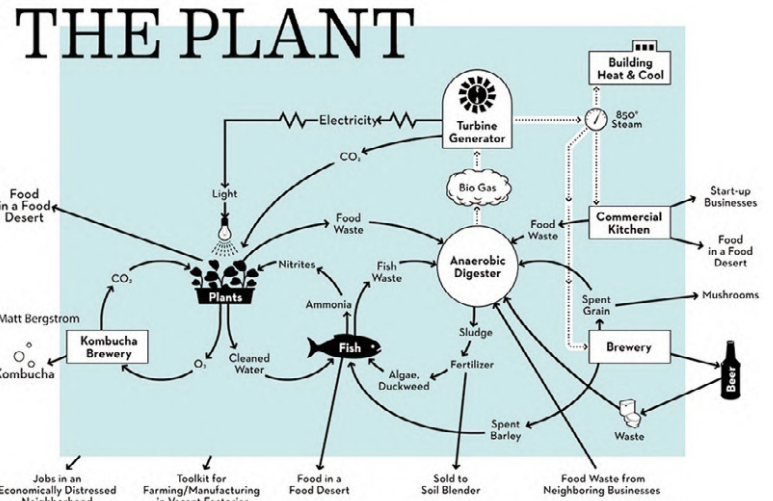 THE PLANT
Building
Heat & Cool
850°
Steam
Turbine
Generator
Electricity
CO₂
Light
Bio Gas
Food
in a Food
Desert
Food
Waste
Food
Waste
Commercial
Kitchen
Start-up
Businesses
Food
in a Food
Desert
Anaerobic
Digester
Nitrites
Fish
Waste
CO₂
Plants
Ammonia
Spent
Grain
Mushrooms
Matt Bergstrom
Kombucha
Brewery
Kombucha
O₂
Cleaned
Water
Fish
Sludge
Fertilizer
Algae,
Duckweed
Brewery
Beer
Spent
Barley
Waste
Jobs in an
Economically Distressed
Neighborhood
Toolkit for
Farming/Manufacturing
in Vacant Factories
Food in a
Food Desert
Sold to
Soil Blender
Food Waste from
Neighboring Businesses